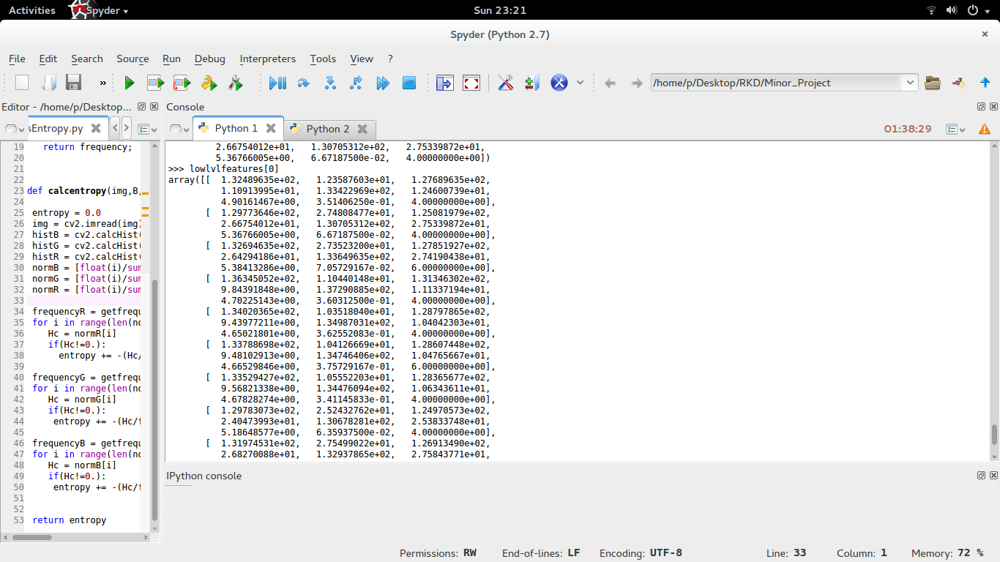 Activities Spyder Sun 23:21
Spyder (Python 2.7)
File Edit Search Source Run Debug Interpreters Tools View ?
» /home/p/Desktop/RKD/Minor_Project
Editor - /home/p/Desktop...
sEntropy.py
19 return frequency;
20
21
22
23 def calcentropy(img,B,
24
25 entropy = 0.0
26 img = cv2.imread(img)
27 histB = cv2.calcHist(
28 histG = cv2.calcHist(
29 histR = cv2.calcHist(
30 normB = [float(i)/sum
31 normG = [float(i)/sum
32 normR = [float(i)/sum
33
34 frequencyR = getfrequ
35 for i in range(len(no
36 Hc = normR[i]
37 if(Hc!=0.):
38 entropy += -(Hc/
39
40 frequencyG = getfrequ
41 for i in range(len(no
42 Hc = normG[i]
43 if(Hc!=0.):
44 entropy += -(Hc/f
45
46 frequencyB = getfrequ
47 for i in range(len(no
48 Hc = normB[i]
49 if(Hc!=0.):
50 entropy += -(Hc/f
51
52
53 return entropy
Console
Python 1 Python 2 01:38:29
2.66754012e+01, 1.30705312e+02, 2.75339872e+01,
5.36766005e+00, 6.67187500e-02, 4.00000000e+00])
>>> lowlvlfeatures[0]
array([[ 1.32489635e+02, 1.23587603e+01, 1.27689635e+02,
1.10913995e+01, 1.33422969e+02, 1.24600739e+01,
4.90161467e+00, 3.51406250e-01, 4.00000000e+00],
[ 1.29773646e+02, 2.74808477e+01, 1.25081979e+02,
2.66754012e+01, 1.30705312e+02, 2.75339872e+01,
5.36766005e+00, 6.67187500e-02, 4.00000000e+00],
[ 1.32694635e+02, 2.73523200e+01, 1.27851927e+02,
2.64294186e+01, 1.33649635e+02, 2.74190438e+01,
5.38413286e+00, 7.05729167e-02, 6.00000000e+00],
[ 1.36345052e+02, 1.10440148e+01, 1.31346302e+02,
9.84391848e+00, 1.37290885e+02, 1.11337194e+01,
4.70225143e+00, 3.60312500e-01, 4.00000000e+00],
[ 1.34020365e+02, 1.03518040e+01, 1.28797865e+02,
9.43977211e+00, 1.34987031e+02, 1.04042303e+01,
4.65021801e+00, 3.62552083e-01, 4.00000000e+00],
[ 1.33788698e+02, 1.04126669e+01, 1.28607448e+02,
9.48102913e+00, 1.34746406e+02, 1.04765667e+01,
4.66529846e+00, 3.75729167e-01, 6.00000000e+00],
[ 1.33529427e+02, 1.05552203e+01, 1.28365677e+02,
9.56821338e+00, 1.34476094e+02, 1.06343611e+01,
4.67828274e+00, 3.41145833e-01, 4.00000000e+00],
[ 1.29783073e+02, 2.52432762e+01, 1.24970573e+02,
2.40473993e+01, 1.30678281e+02, 2.53833748e+01,
5.18648577e+00, 6.35937500e-02, 4.00000000e+00],
[ 1.31974531e+02, 2.75499022e+01, 1.26913490e+02,
2.68270088e+01, 1.32937865e+02, 2.75843771e+01,
IPython console
Permissions: RW End-of-lines: LF Encoding: UTF-8 Line: 33 Column: 1 Memory: 72 %